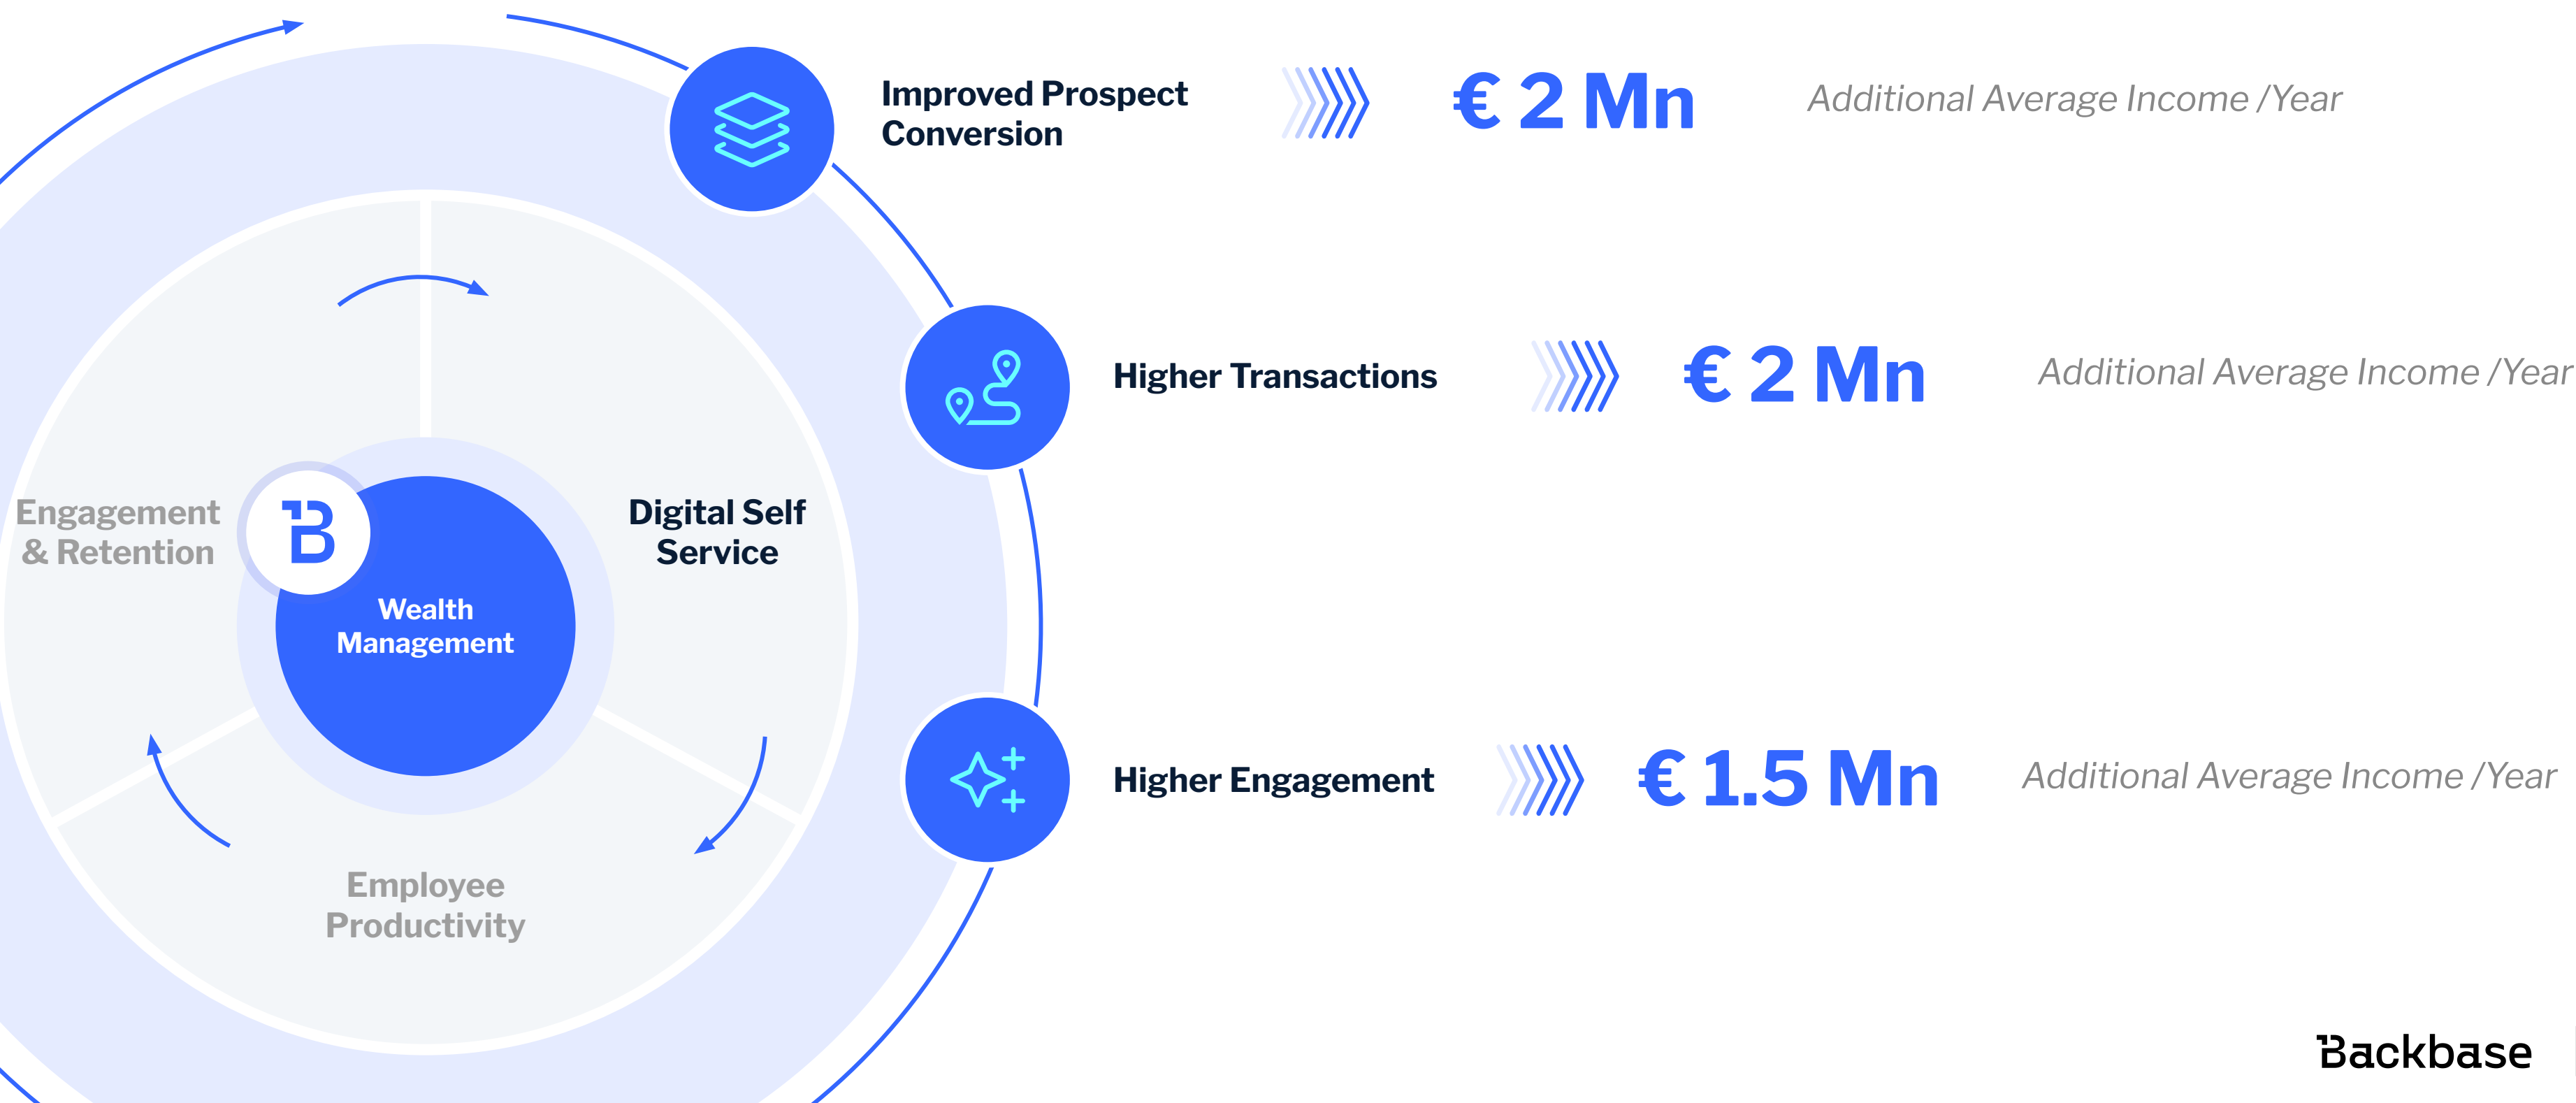 Improved Prospect
Conversion
€ 2 Mn
Additional Average Income /Year
Higher Transactions
€ 2 Mn
Additional Average Income /Year
Engagement
& Retention
B
Digital Self
Service
Wealth
Management
Higher Engagement
€ 1.5 Mn
Additional Average Income /Year
Employee
Productivity
Backbase